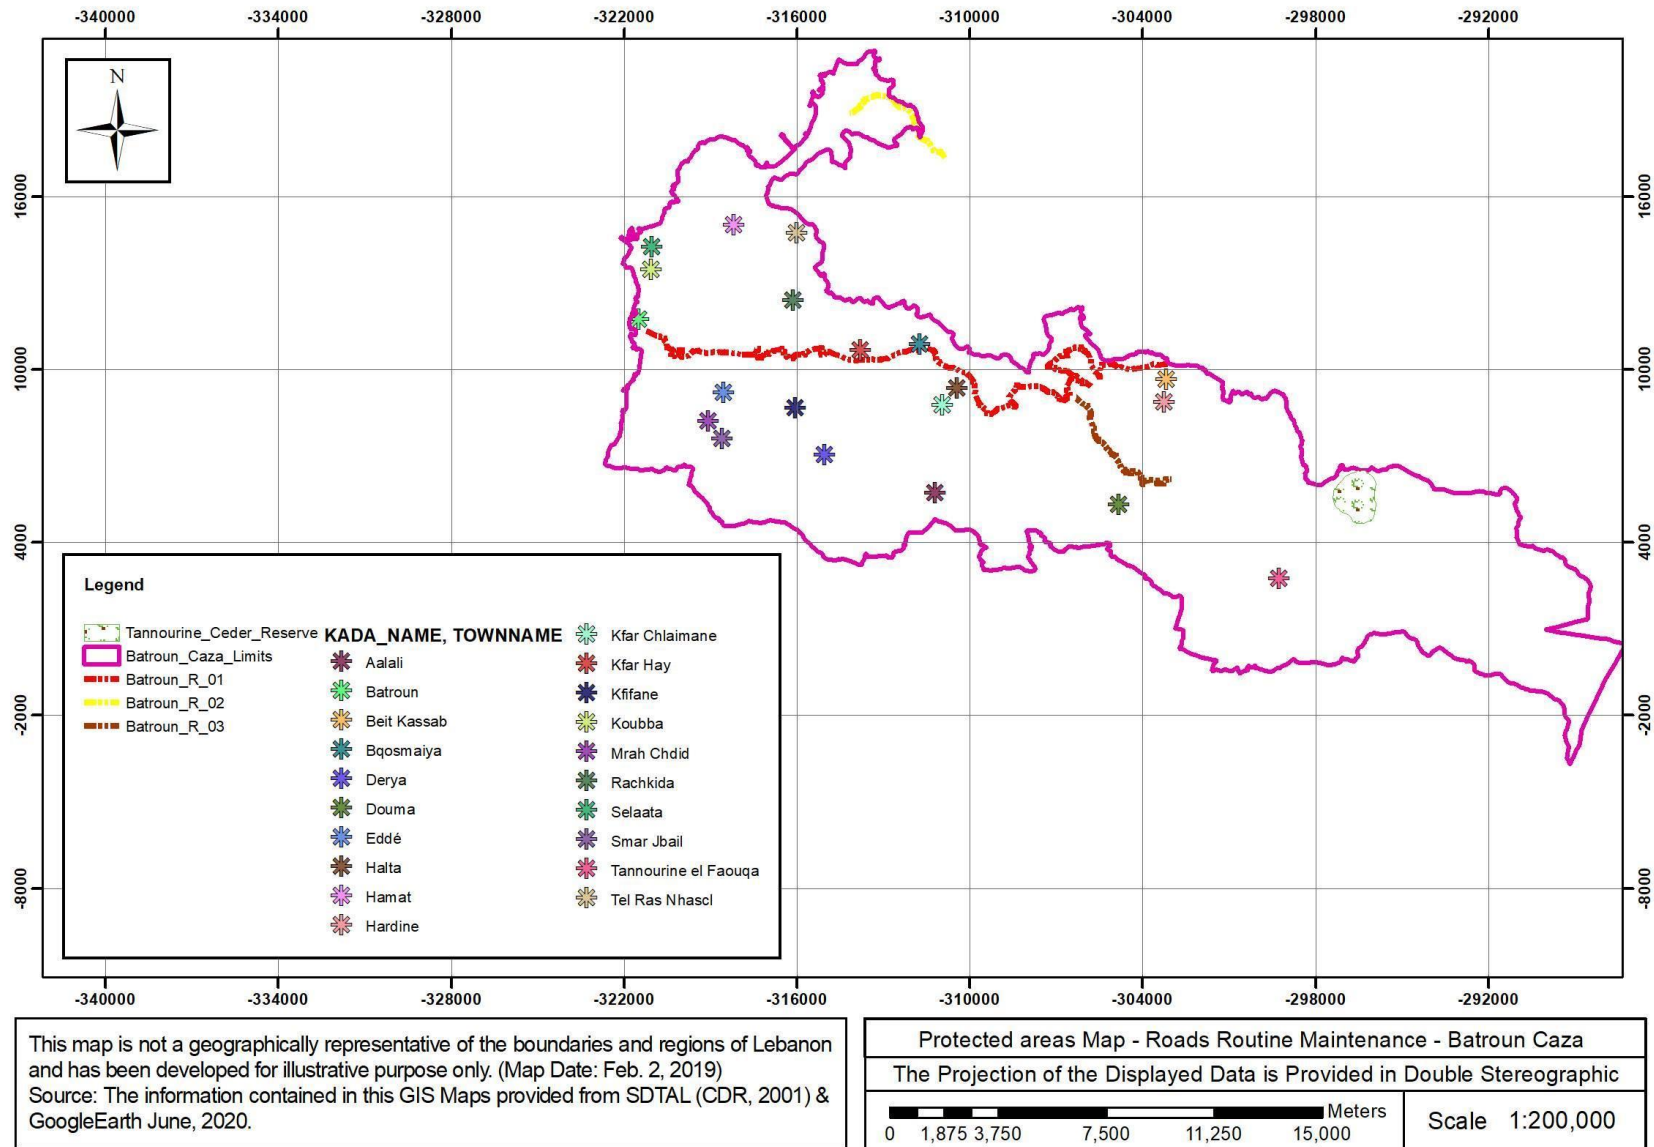 -340000 -334000 -328000 -322000 -316000 -310000 -304000 -298000 -292000
N
16000 16000
10000 10000
4000 4000
-2000 -2000
-8000 -8000
Legend
Tannourine_Ceder_Reserve
Batroun_Caza_Limits
Batroun_R_01
Batroun_R_02
Batroun_R_03
KADA_NAME, TOWNNAME
Aalali
Batroun
Beit Kassab
Bqosmaiya
Derya
Douma
Eddé
Halta
Hamat
Hardine
Kfar Chlaimane
Kfar Hay
Kfifane
Koubba
Mrah Chdid
Rachkida
Selaata
Smar Jbail
Tannourine el Faouqa
Tel Ras Nhascl
-340000 -334000 -328000 -322000 -316000 -310000 -304000 -298000 -292000
This map is not a geographically representative of the boundaries and regions of Lebanon
and has been developed for illustrative purpose only. (Map Date: Feb. 2, 2019)
Source: The information contained in this GIS Maps provided from SDTAL (CDR, 2001) &
GoogleEarth June, 2020.
Protected areas Map - Roads Routine Maintenance - Batroun Caza
The Projection of the Displayed Data is Provided in Double Stereographic
Meters
0 1,875 3,750 7,500 11,250 15,000
Scale 1:200,000